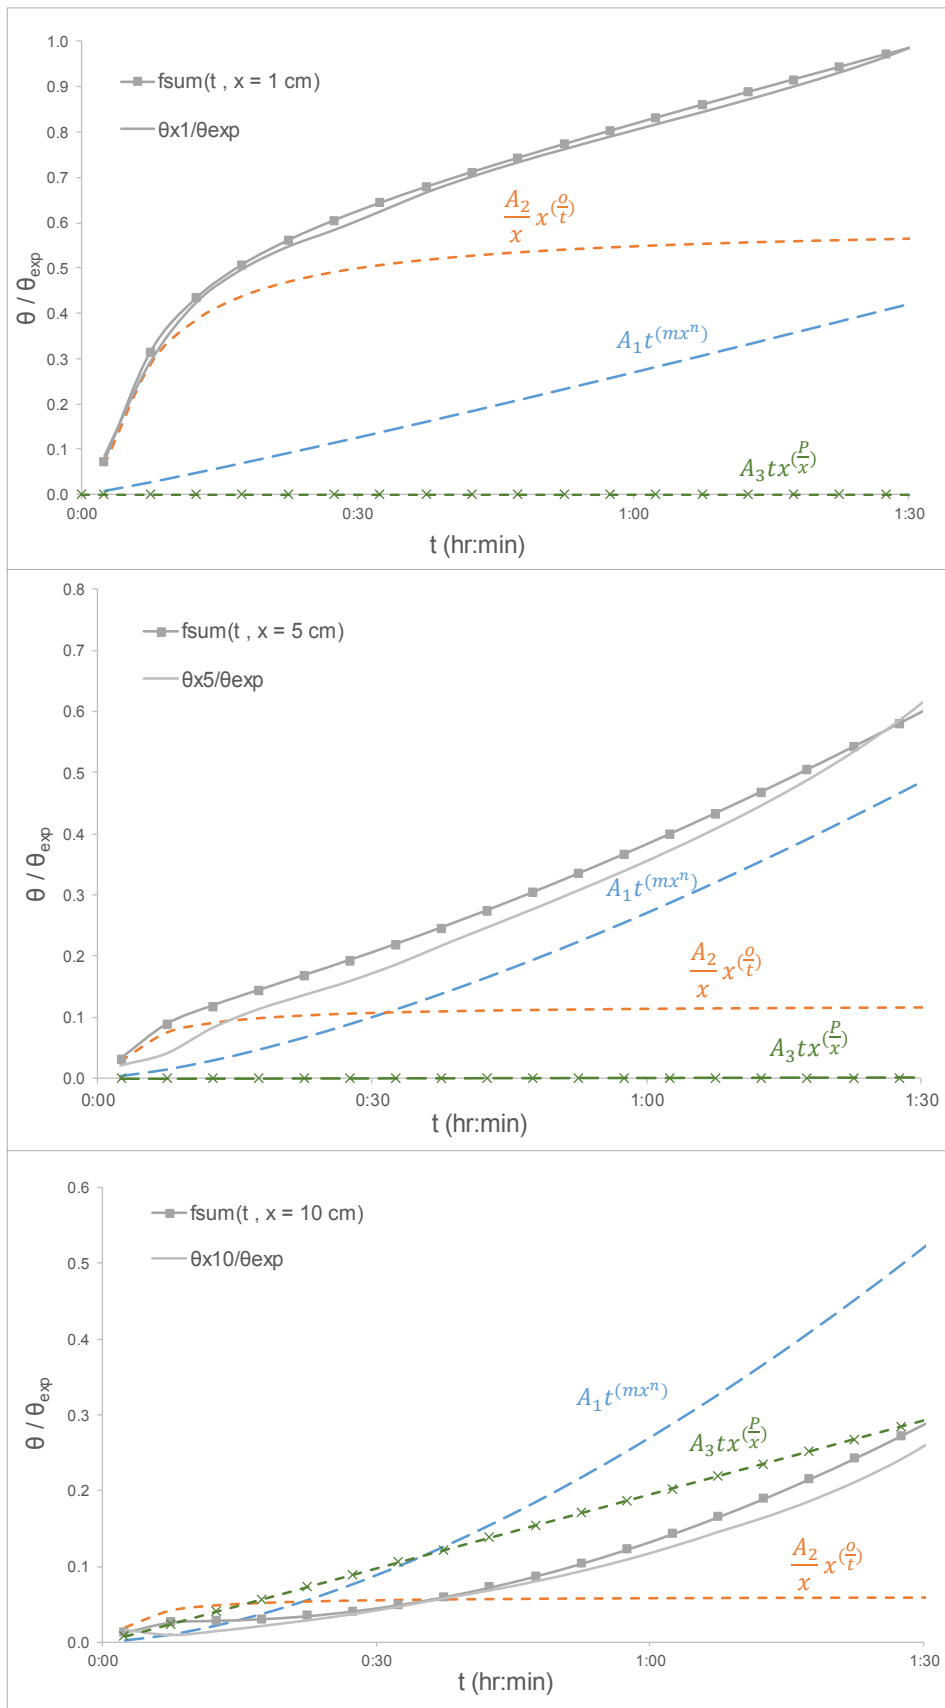 1.0
fsum(t , x = 1 cm)
0.9
θx1/θexp
0.8
0.7
A₂/x x^(o/t)
0.6
0.5
θ / θexp
0.4
A₁t^(mxⁿ)
0.3
0.2
0.1
A₃tx^(P/x)
0.0
0:00 0:30 1:00 1:30
t (hr:min)
0.8
fsum(t , x = 5 cm)
0.7
θx5/θexp
0.6
0.5
0.4
θ / θexp
0.3
A₁t^(mxⁿ)
0.2
A₂/x x^(o/t)
0.1
A₃tx^(P/x)
0.0
0:00 0:30 1:00 1:30
t (hr:min)
0.6
fsum(t , x = 10 cm)
θx10/θexp
0.5
0.4
A₁t^(mxⁿ)
θ / θexp
0.3
A₃tx^(P/x)
0.2
0.1
A₂/x x^(o/t)
0.0
0:00 0:30 1:00 1:30
t (hr:min)